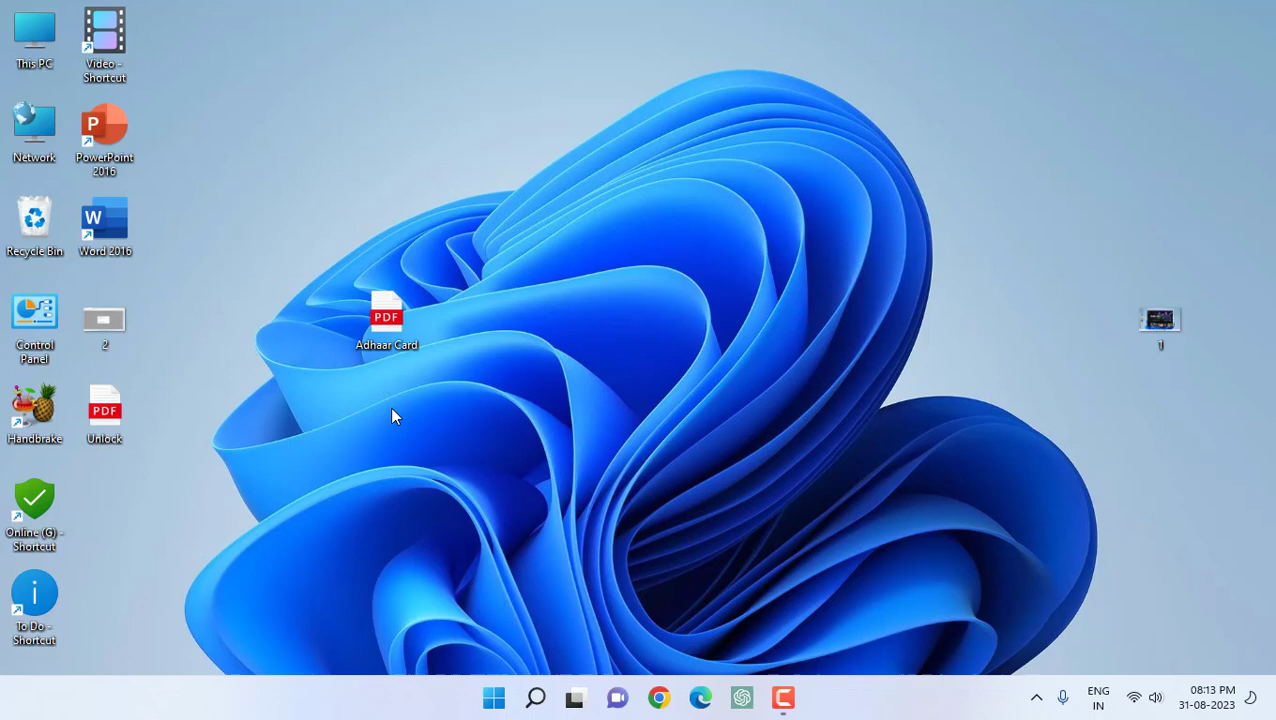 This PC
Video -
Shortcut
Network
P
PowerPoint
2016
Recycle Bin
W
Word 2016
Control
Panel
2
PDF
Adhaar Card
1
Handbrake
PDF
Unlock
Online (G) -
Shortcut
To Do -
Shortcut
ENG
IN
08:13 PM
31-08-2023